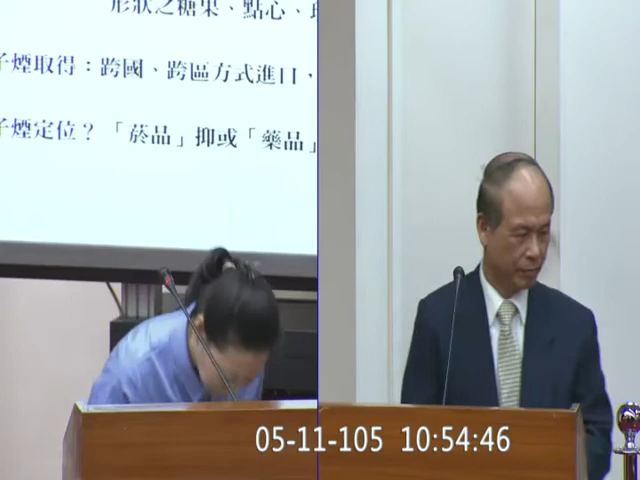 形狀之糖果、點心、
子煙取得：跨國、跨區方式進口，
子煙定位？「菸品」抑或「藥品」
05-11-105 10:54:46